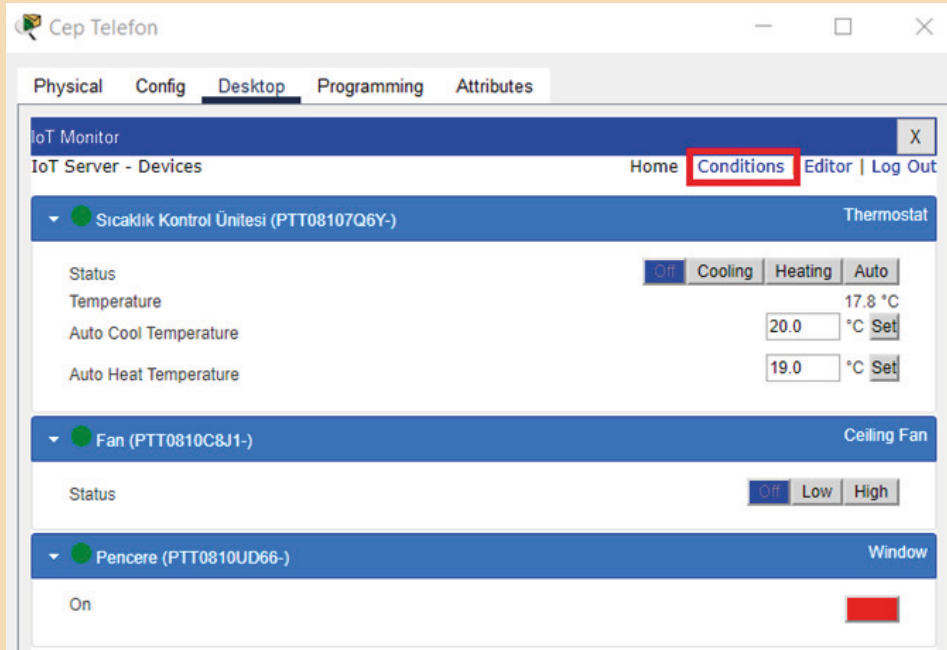 Cep Telefon
Physical Config Desktop Programming Attributes
IoT Monitor X
IoT Server - Devices Home Conditions | Editor | Log Out
Sıcaklık Kontrol Ünitesi (PTT08107Q6Y-) Thermostat
Status Off Cooling Heating Auto
Temperature 17.8 °C
Auto Cool Temperature 20.0 °C Set
Auto Heat Temperature 19.0 °C Set
Fan (PTT0810C8J1-) Ceiling Fan
Status Off Low High
Pencere (PTT0810UD66-) Window
On